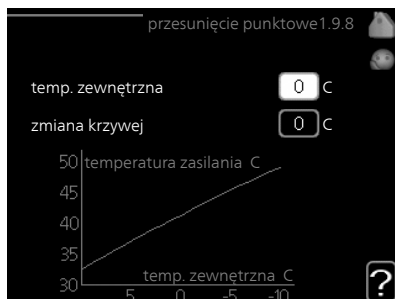 przesunięcie punktowe1.9.8
temp. zewnętrzna 0 C
zmiana krzywej 0 C
50 temperatura zasilania C
45
40
35
30 temp. zewnętrzna C
5 0 -5 -10
?